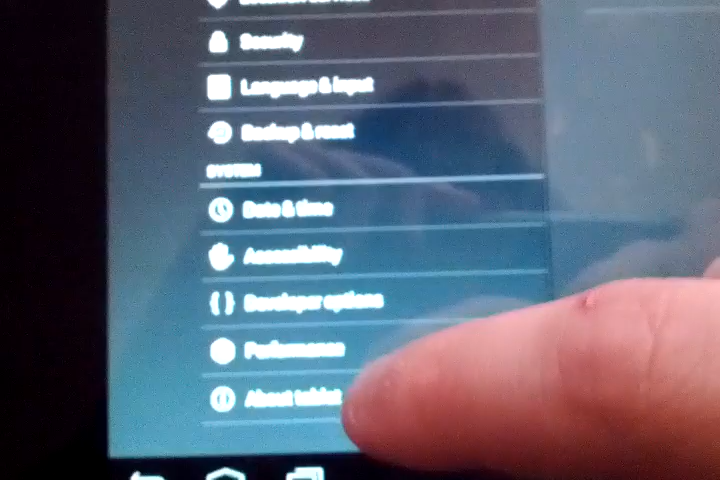 Security
Language & input
Backup & reset
SYSTEM
Date & time
Accessibility
{ } Developer options
Performance
About tablet